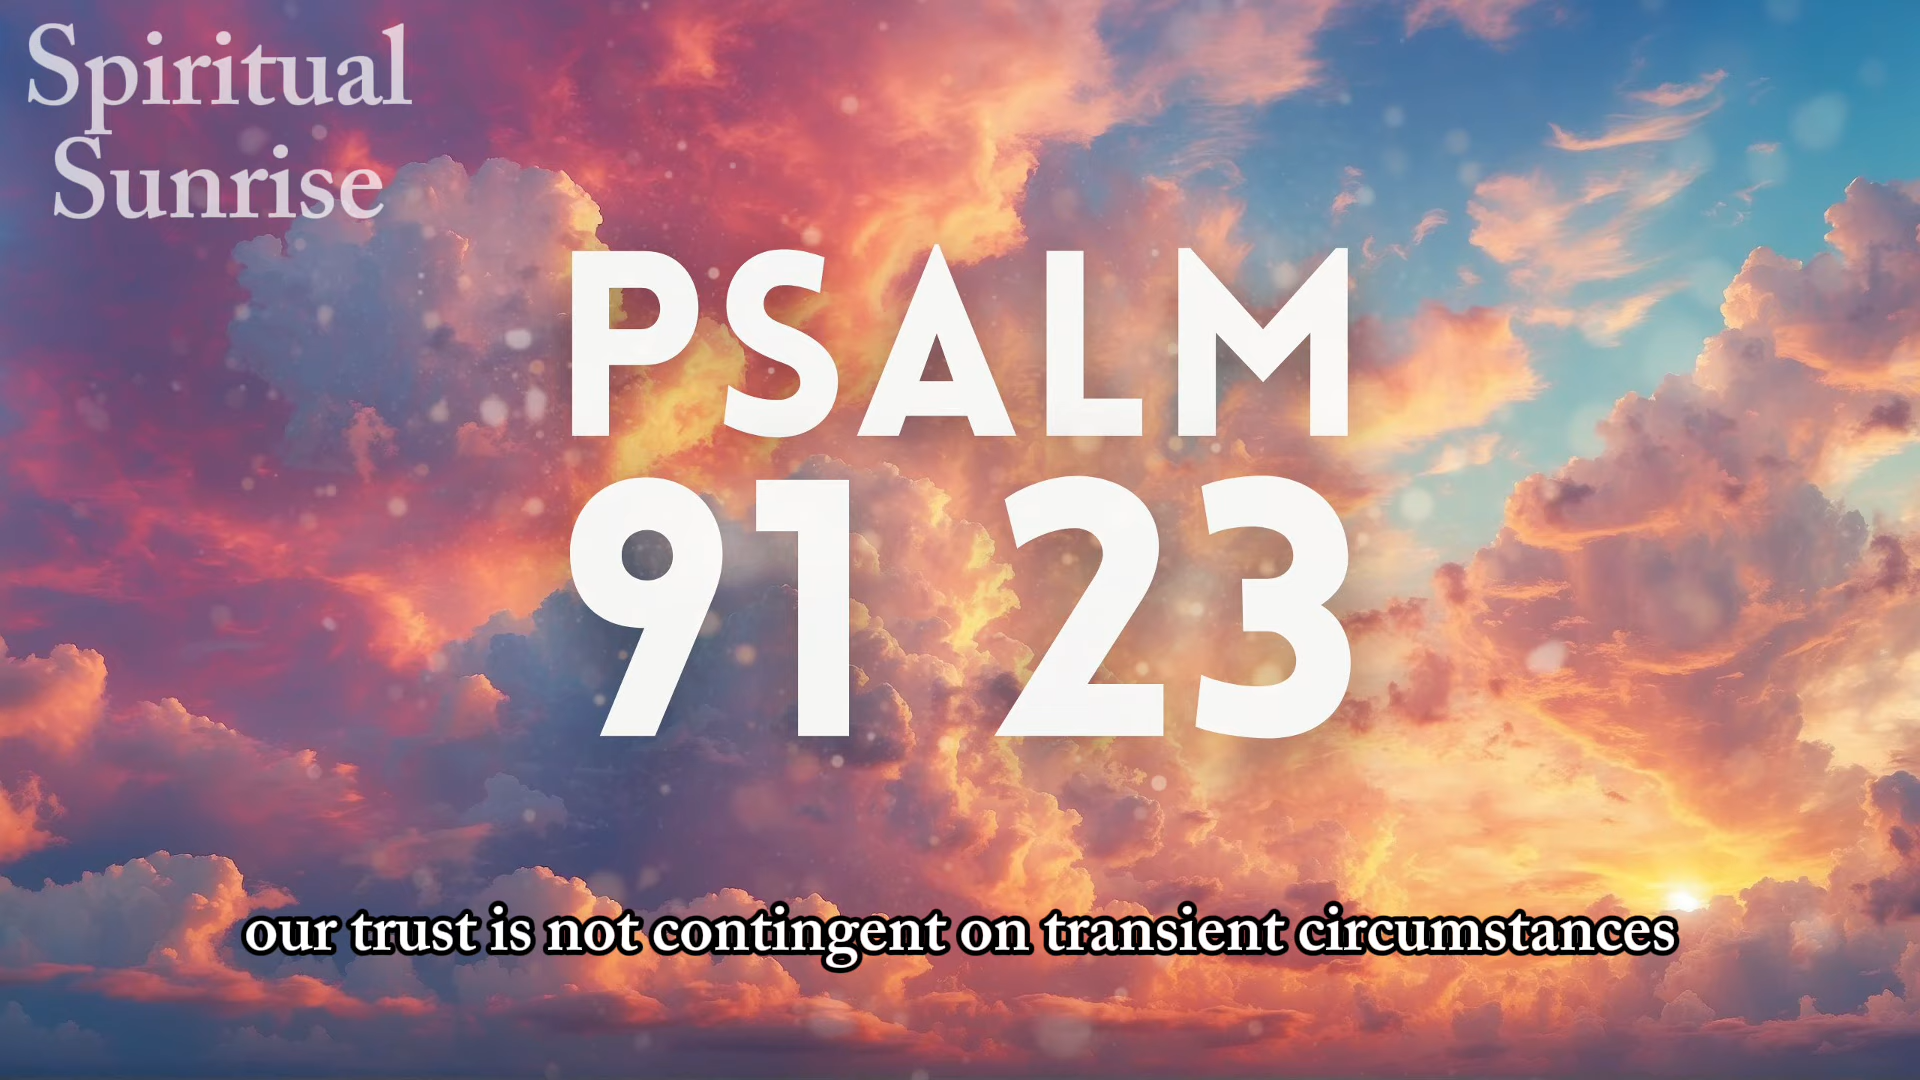 Spiritual
Sunrise
PSALM
91 23
our trust is not contingent on transient circumstances